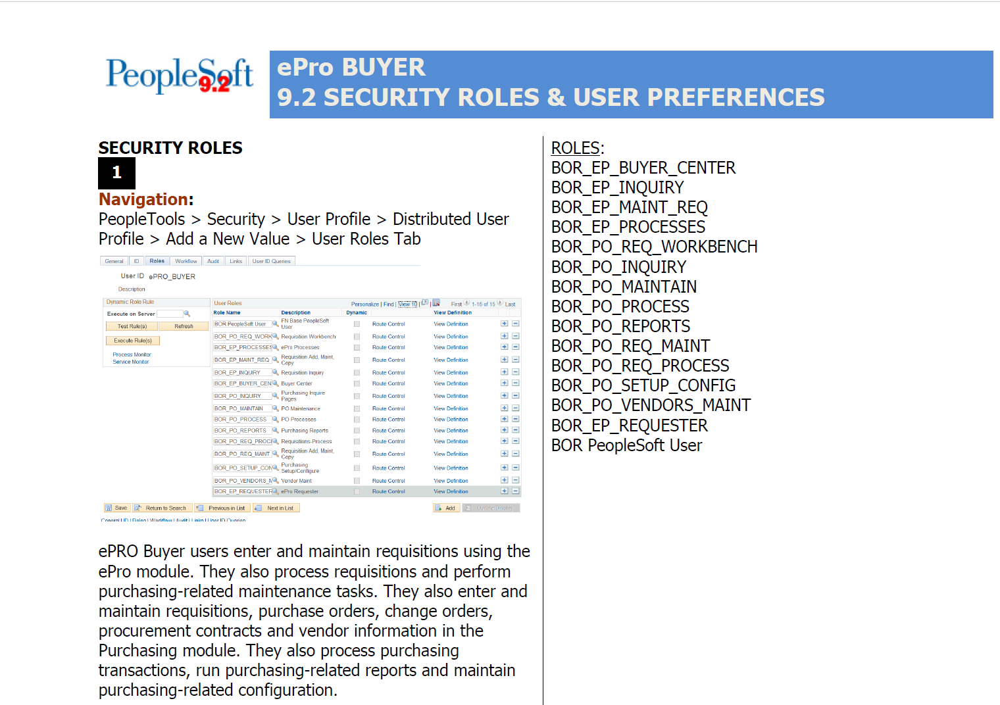 PeopleSoft 9.2
ePro BUYER
9.2 SECURITY ROLES & USER PREFERENCES
SECURITY ROLES
1
Navigation:
PeopleTools > Security > User Profile > Distributed User
Profile > Add a New Value > User Roles Tab
General ID Roles Workflow Audit Links User ID Queries
User ID ePRO_BUYER
Description
Dynamic Role Rule
Execute on Server
Test Rule(s) Refresh
Execute Rule(s)
Process Monitor
Service Monitor
User Roles Personalize | Find | View 10 | | First 1-15 of 15 Last
Role Name Description Dynamic View Definition
BOR PeopleSoft User FN Base PeopleSoft User Route Control View Definition
BOR_PO_REQ_WORK Requisition Workbench Route Control View Definition
BOR_EP_PROCESSES ePro Processes Route Control View Definition
BOR_EP_MAINT_REQ Requisition Add, Maint, Copy Route Control View Definition
BOR_EP_INQUIRY Requisition Inquiry Route Control View Definition
BOR_EP_BUYER_CEN Buyer Center Route Control View Definition
BOR_PO_INQUIRY Purchasing Inquire Pages Route Control View Definition
BOR_PO_MAINTAIN PO Maintenance Route Control View Definition
BOR_PO_PROCESS PO Processes Route Control View Definition
BOR_PO_REPORTS Purchasing Reports Route Control View Definition
BOR_PO_REQ_PROC Requisitions-Process Route Control View Definition
BOR_PO_REQ_MAINT Requisition Add, Maint, Copy Route Control View Definition
BOR_PO_SETUP_CON Purchasing Setup/Configure Route Control View Definition
BOR_PO_VENDORS_M Vendor Maint Route Control View Definition
BOR_EP_REQUESTER ePro Requester Route Control View Definition
Save Return to Search Previous in List Next in List Add Update/Display
General | ID | Roles | Workflow | Audit | Links | User ID Queries
ePRO Buyer users enter and maintain requisitions using the
ePro module. They also process requisitions and perform
purchasing-related maintenance tasks. They also enter and
maintain requisitions, purchase orders, change orders,
procurement contracts and vendor information in the
Purchasing module. They also process purchasing
transactions, run purchasing-related reports and maintain
purchasing-related configuration.
ROLES:
BOR_EP_BUYER_CENTER
BOR_EP_INQUIRY
BOR_EP_MAINT_REQ
BOR_EP_PROCESSES
BOR_PO_REQ_WORKBENCH
BOR_PO_INQUIRY
BOR_PO_MAINTAIN
BOR_PO_PROCESS
BOR_PO_REPORTS
BOR_PO_REQ_MAINT
BOR_PO_REQ_PROCESS
BOR_PO_SETUP_CONFIG
BOR_PO_VENDORS_MAINT
BOR_EP_REQUESTER
BOR PeopleSoft User